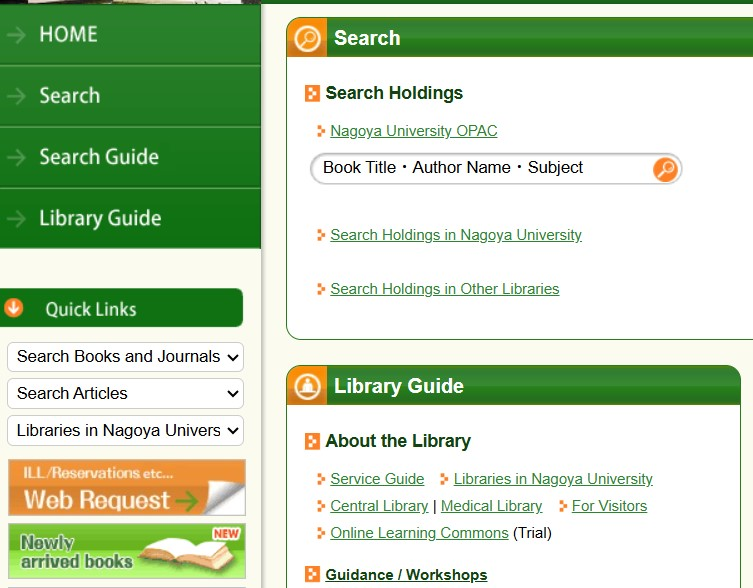 HOME
Search
Search Guide
Library Guide
Quick Links
Search Books and Journals
Search Articles
Libraries in Nagoya Univers
ILL/Reservations etc...
Web Request
NEW
Newly
arrived books
Search
Search Holdings
Nagoya University OPAC
Book Title・Author Name・Subject
Search Holdings in Nagoya University
Search Holdings in Other Libraries
Library Guide
About the Library
Service Guide Libraries in Nagoya University
Central Library | Medical Library For Visitors
Online Learning Commons (Trial)
Guidance / Workshops